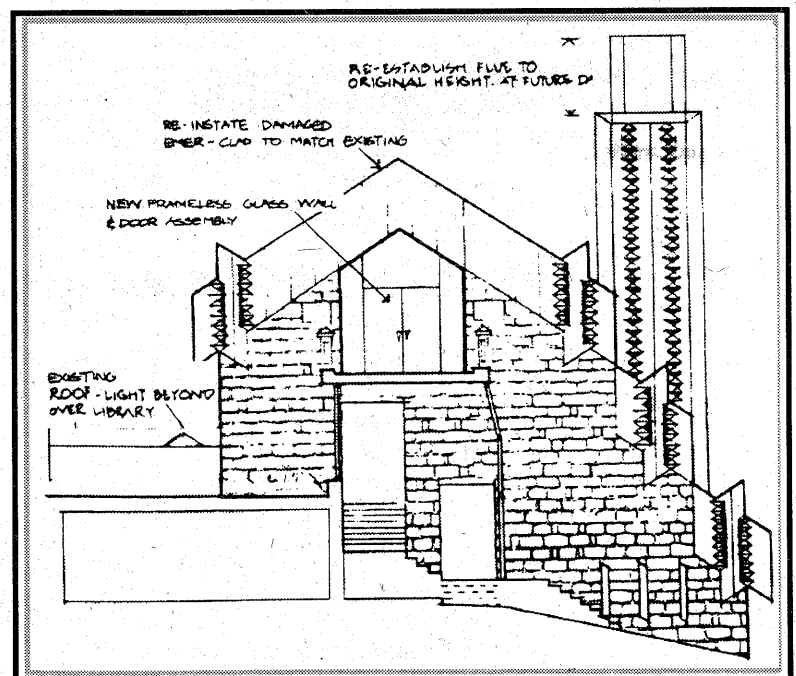 RE-ESTABLISH FLUE TO
ORIGINAL HEIGHT. AT FUTURE
RE-INSTATE DAMAGED
EMER-CLAD TO MATCH EXISTING
NEW FRAMELESS GLASS WALL
& DOOR ASSEMBLY
EXISTING
ROOF-LIGHT BEYOND
OVER LIBRARY